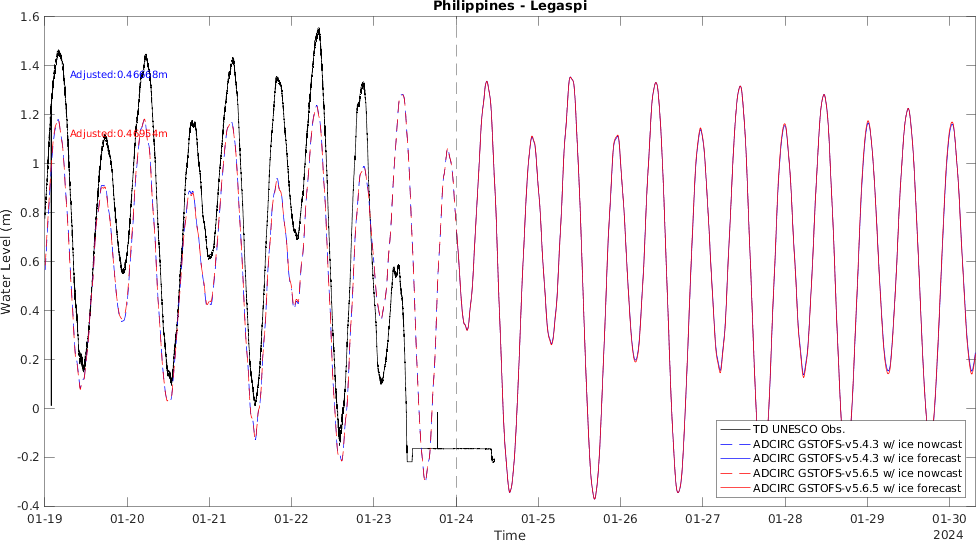 Philippines - Legaspi
1.6
1.4
1.2
1
0.8
0.6
0.4
0.2
0
-0.2
-0.4
Water Level (m)
Adjusted:0.46668m
Adjusted:0.46964m
TD UNESCO Obs.
ADCIRC GSTOFS-v5.4.3 w/ ice nowcast
ADCIRC GSTOFS-v5.4.3 w/ ice forecast
ADCIRC GSTOFS-v5.6.5 w/ ice nowcast
ADCIRC GSTOFS-v5.6.5 w/ ice forecast
01-19 01-20 01-21 01-22 01-23 01-24 01-25 01-26 01-27 01-28 01-29 01-30
2024
Time